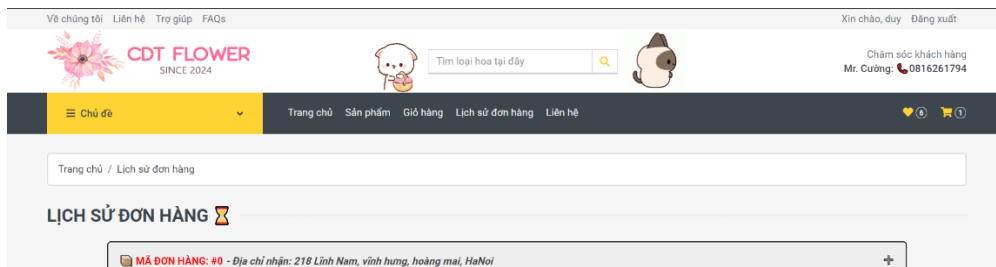 Về chúng tôi Liên hệ Trợ giúp FAQs
Xin chào, duy Đăng xuất
CDT FLOWER
SINCE 2024
Tìm loại hoa tại đây
Chăm sóc khách hàng
Mr. Cường: 0816261794
Chủ đề
Trang chủ Sản phẩm Giỏ hàng Lịch sử đơn hàng Liên hệ
6 1
Trang chủ / Lịch sử đơn hàng
LỊCH SỬ ĐƠN HÀNG
MÃ ĐƠN HÀNG: #0 - Địa chỉ nhận: 218 Lĩnh Nam, vĩnh hưng, hoàng mai, HaNoi